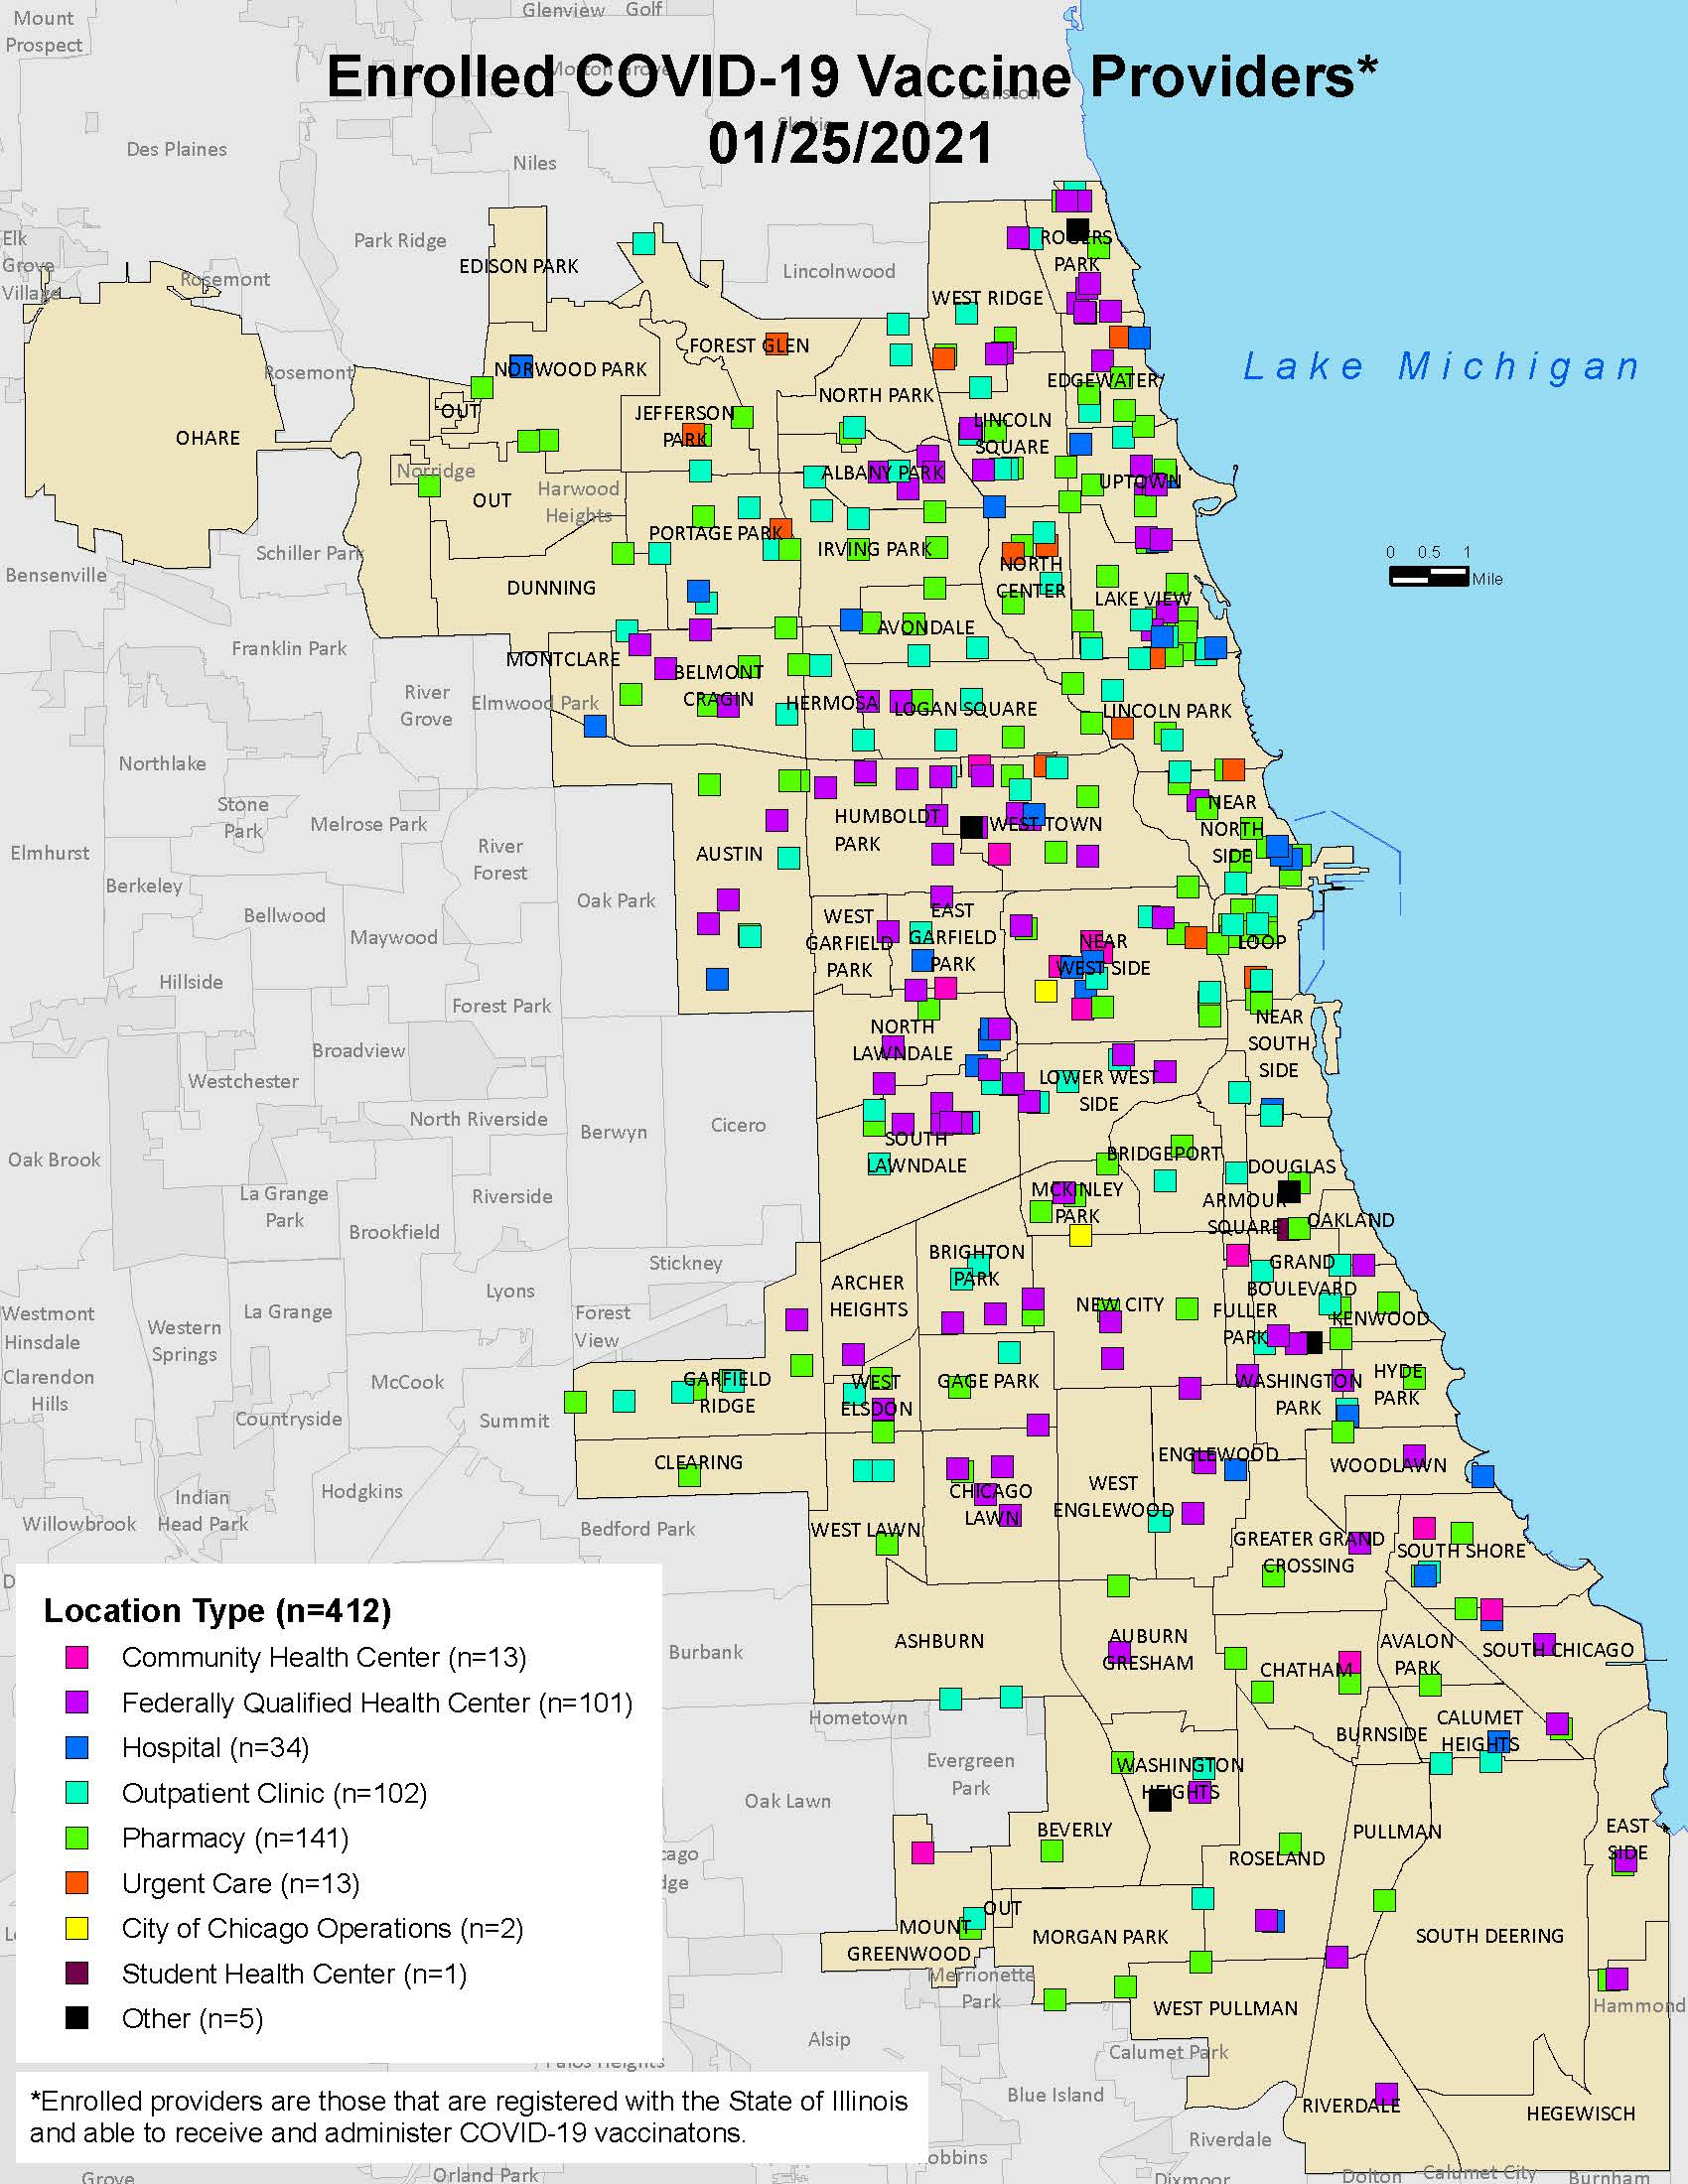 Mount
Prospect
Glenview
Golf
Morton Grove
Enrolled COVID-19 Vaccine Providers*
01/25/2021
Des Plaines
Niles
Elk
Grove
Village
Rosemont
Park Ridge
EDISON PARK
Lincolnwood
ROGERS
PARK
WEST RIDGE
Rosemont
NORWOOD PARK
FOREST GLEN
Lake Michigan
EDGEWATER
NORTH PARK
OUT
JEFFERSON
PARK
LINCOLN
SQUARE
OHARE
Norridge
ALBANY PARK
UPTOWN
OUT
Harwood
Heights
PORTAGE PARK
IRVING PARK
Schiller Park
Bensenville
0 0.5 1
Mile
NORTH
CENTER
DUNNING
LAKE VIEW
AVONDALE
Franklin Park
MONTCLARE
BELMONT
CRAGIN
River
Grove
Elmwood Park
HERMOSA
LOGAN SQUARE
LINCOLN PARK
Northlake
Stone
Park
Melrose Park
NEAR
NORTH
SIDE
HUMBOLDT
PARK
WEST TOWN
Elmhurst
River
Forest
AUSTIN
Berkeley
Bellwood
Oak Park
Maywood
WEST
GARFIELD
PARK
EAST
GARFIELD
PARK
NEAR
WEST SIDE
LOOP
Hillside
Forest Park
NEAR
SOUTH
SIDE
NORTH
LAWNDALE
Broadview
Westchester
LOWER WEST
SIDE
North Riverside
Berwyn
Cicero
SOUTH
LAWNDALE
BRIDGEPORT
DOUGLAS
Oak Brook
La Grange
Park
Riverside
MCKINLEY
PARK
ARMOUR
SQUARE
OAKLAND
Brookfield
Stickney
BRIGHTON
PARK
GRAND
BOULEVARD
ARCHER
HEIGHTS
Lyons
Westmont
Hinsdale
Western
Springs
La Grange
Forest
View
NEW CITY
FULLER
PARK
KENWOOD
Clarendon
Hills
McCook
GARFIELD
RIDGE
WEST
ELSDON
GAGE PARK
WASHINGTON
PARK
HYDE
PARK
Countryside
Summit
CLEARING
ENGLEWOOD
WOODLAWN
Indian
Head Park
Hodgkins
CHICAGO
LAWN
WEST
ENGLEWOOD
Willowbrook
Bedford Park
WEST LAWN
GREATER GRAND
CROSSING
SOUTH SHORE
Location Type (n=412)
Community Health Center (n=13)
Federally Qualified Health Center (n=101)
Hospital (n=34)
Outpatient Clinic (n=102)
Pharmacy (n=141)
Urgent Care (n=13)
City of Chicago Operations (n=2)
Student Health Center (n=1)
Other (n=5)
Burbank
ASHBURN
AUBURN
GRESHAM
CHATHAM
AVALON
PARK
SOUTH CHICAGO
Hometown
BURNSIDE
CALUMET
HEIGHTS
Evergreen
Park
WASHINGTON
HEIGHTS
Oak Lawn
BEVERLY
ROSELAND
PULLMAN
EAST
SIDE
OUT
MOUNT
GREENWOOD
MORGAN PARK
SOUTH DEERING
Merrionette
Park
WEST PULLMAN
Hammond
Alsip
Calumet Park
Blue Island
RIVERDALE
HEGEWISCH
*Enrolled providers are those that are registered with the State of Illinois
and able to receive and administer COVID-19 vaccinatons.
Riverdale
Grove
Orland Park
Dixmoor
Dolton
Calumet City
Burnham